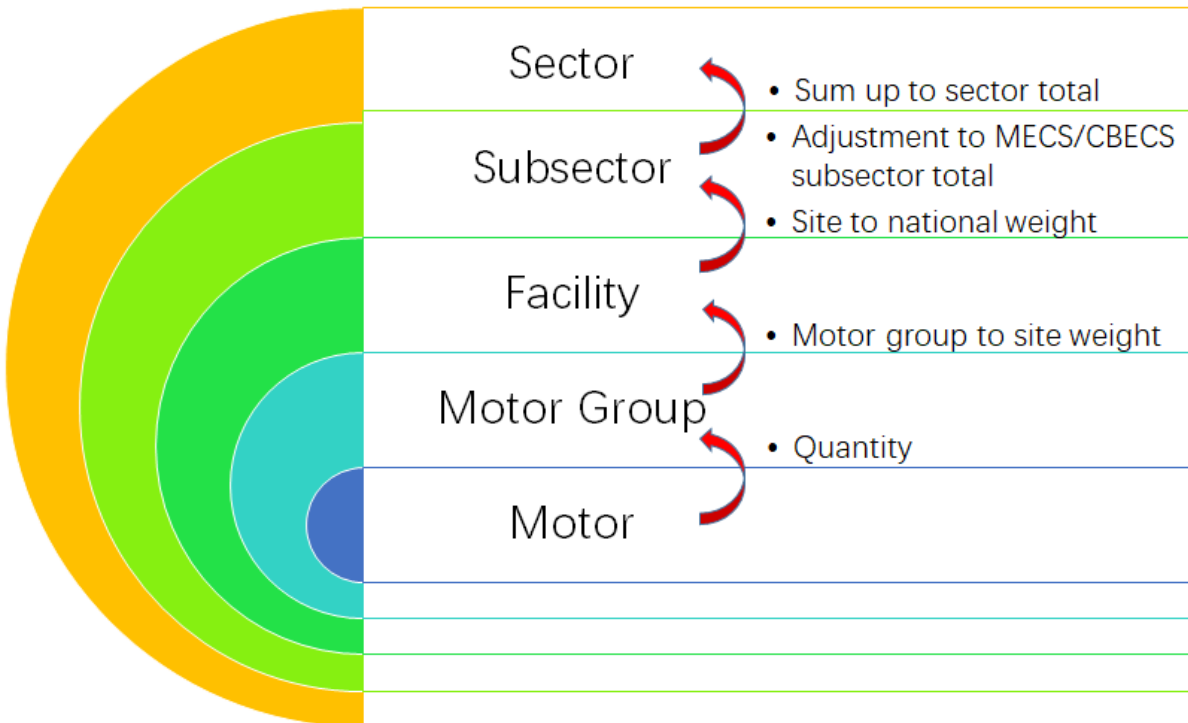 Sector
• Sum up to sector total
• Adjustment to MECS/CBECS
subsector total
Subsector
• Site to national weight
Facility
• Motor group to site weight
Motor Group
• Quantity
Motor